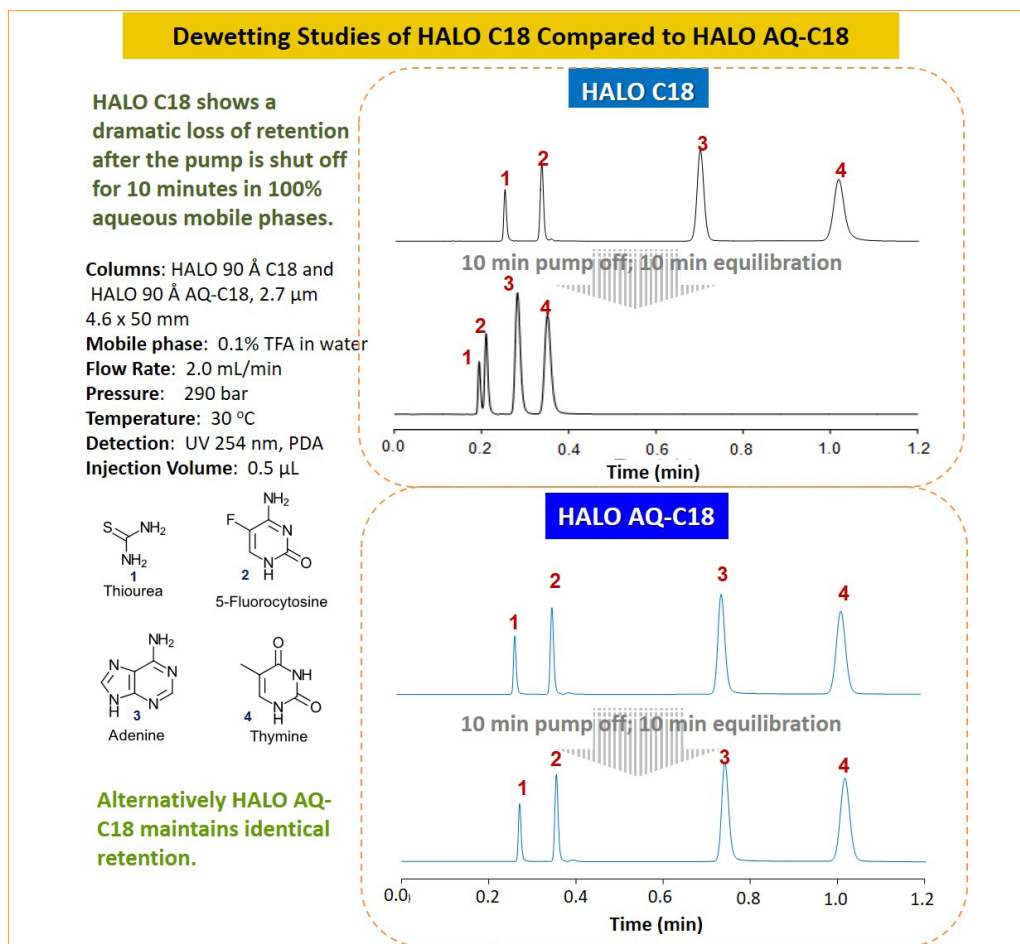 Dewetting Studies of HALO C18 Compared to HALO AQ-C18
HALO C18 shows a
dramatic loss of retention
after the pump is shut off
for 10 minutes in 100%
aqueous mobile phases.
Columns: HALO 90 Å C18 and
HALO 90 Å AQ-C18, 2.7 µm
4.6 x 50 mm
Mobile phase: 0.1% TFA in water
Flow Rate: 2.0 mL/min
Pressure: 290 bar
Temperature: 30 °C
Detection: UV 254 nm, PDA
Injection Volume: 0.5 µL
S
NH2
NH2
1
Thiourea
NH2
F
N
N
H
O
2
5-Fluorocytosine
NH2
N
N
N
H
N
3
Adenine
O
NH
N
H
O
4
Thymine
Alternatively HALO AQ-
C18 maintains identical
retention.
HALO C18
1
2
3
4
10 min pump off; 10 min equilibration
1
2
3
4
0.0 0.2 0.4 0.6 0.8 1.0 1.2
Time (min)
HALO AQ-C18
1
2
3
4
10 min pump off; 10 min equilibration
1
2
3
4
0.0 0.2 0.4 0.6 0.8 1.0 1.2
Time (min)